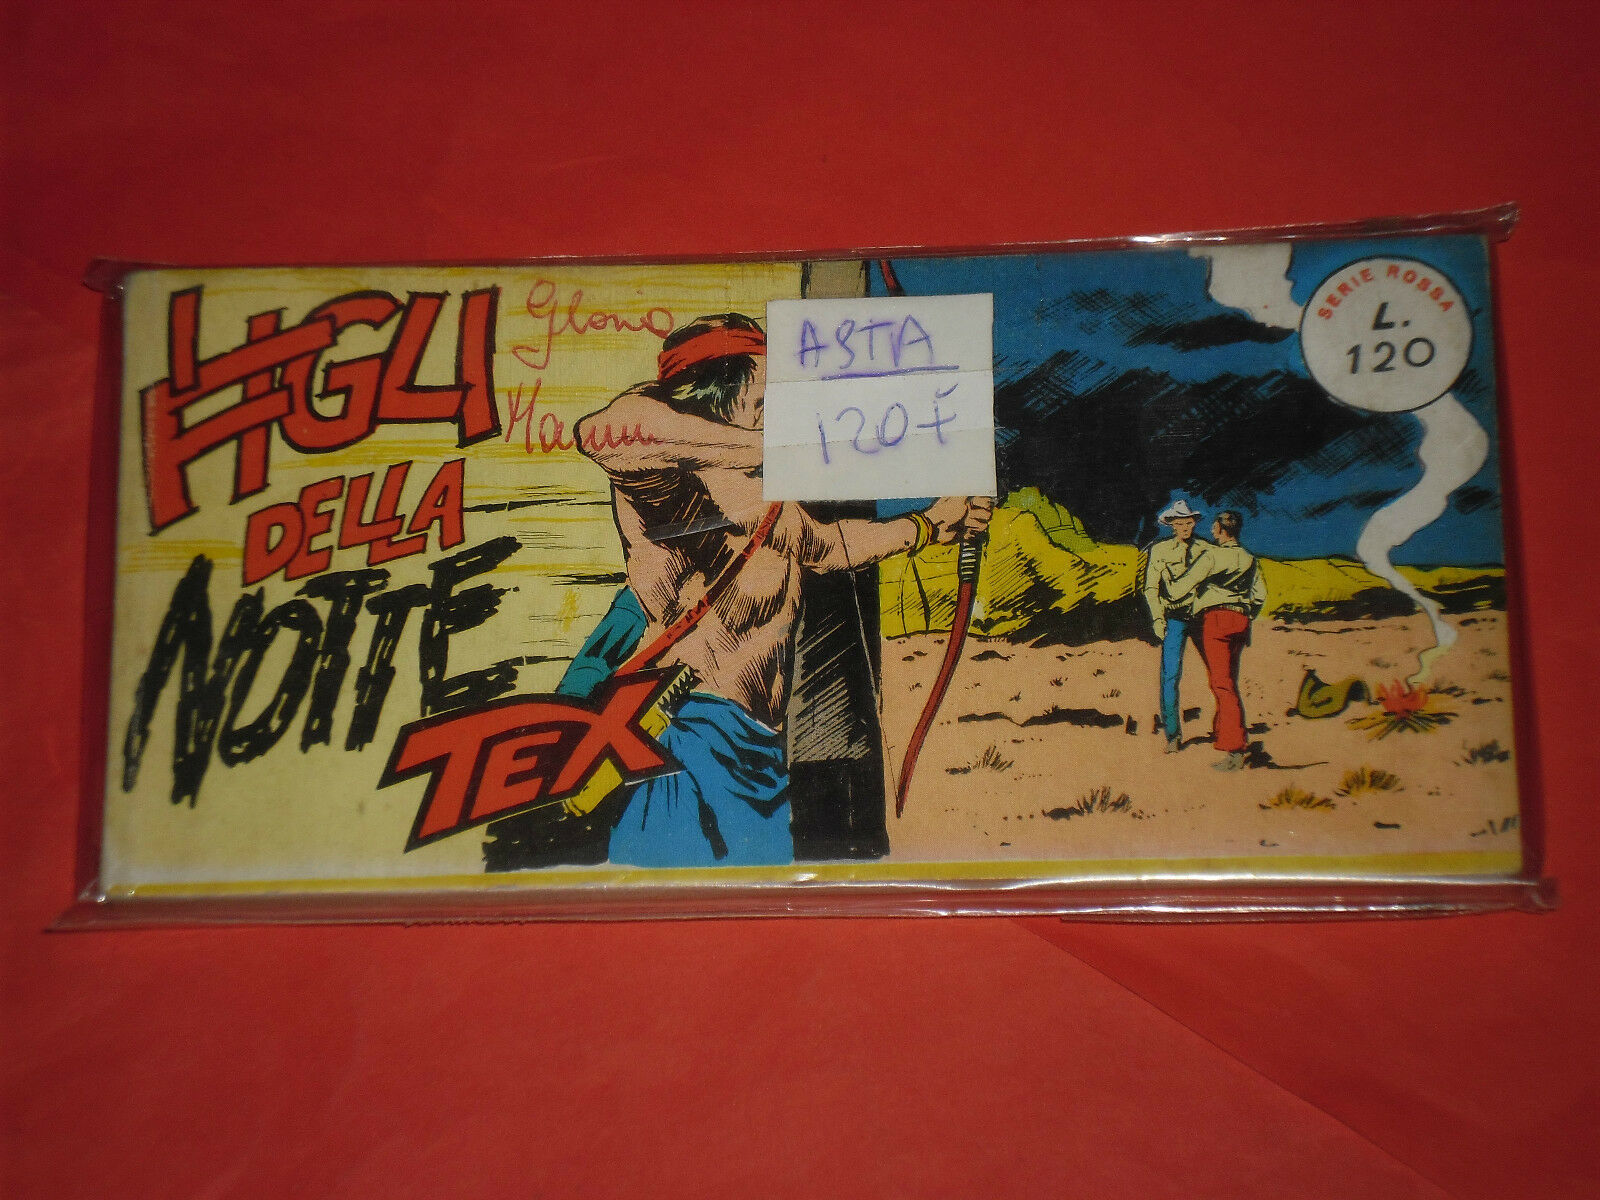 I FIGLI
DELLA
NOTTE
TEX
ASTA
120
SERIE ROSSA
L.
120